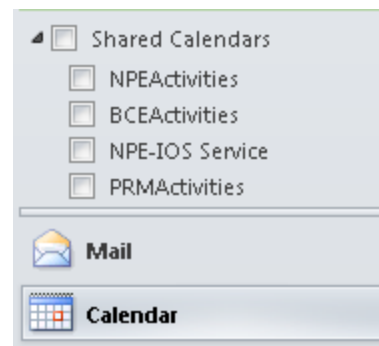 Shared Calendars
NPEActivities
BCEActivities
NPE-IOS Service
PRMActivities
Mail
Calendar